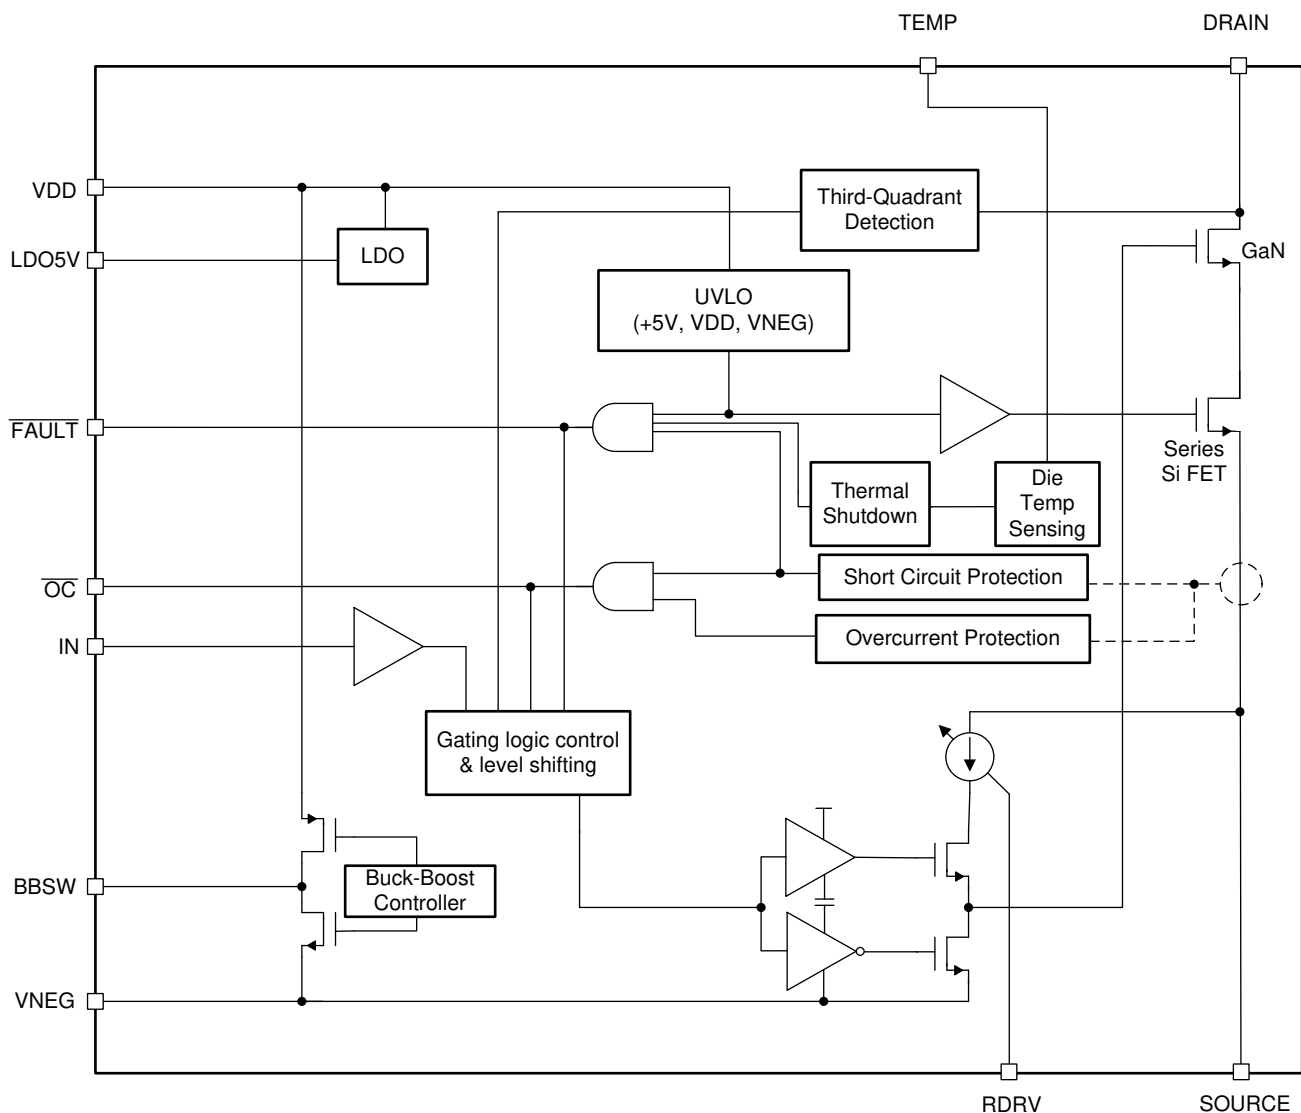 TEMP
DRAIN
VDD
Third-Quadrant
Detection
LDO5V
LDO
GaN
UVLO
(+5V, VDD, VNEG)
FAULT
Series
Si FET
Thermal
Shutdown
Die
Temp
Sensing
OC
Short Circuit Protection
IN
Overcurrent Protection
Gating logic control
& level shifting
BBSW
Buck-Boost
Controller
VNEG
RDRV
SOURCE